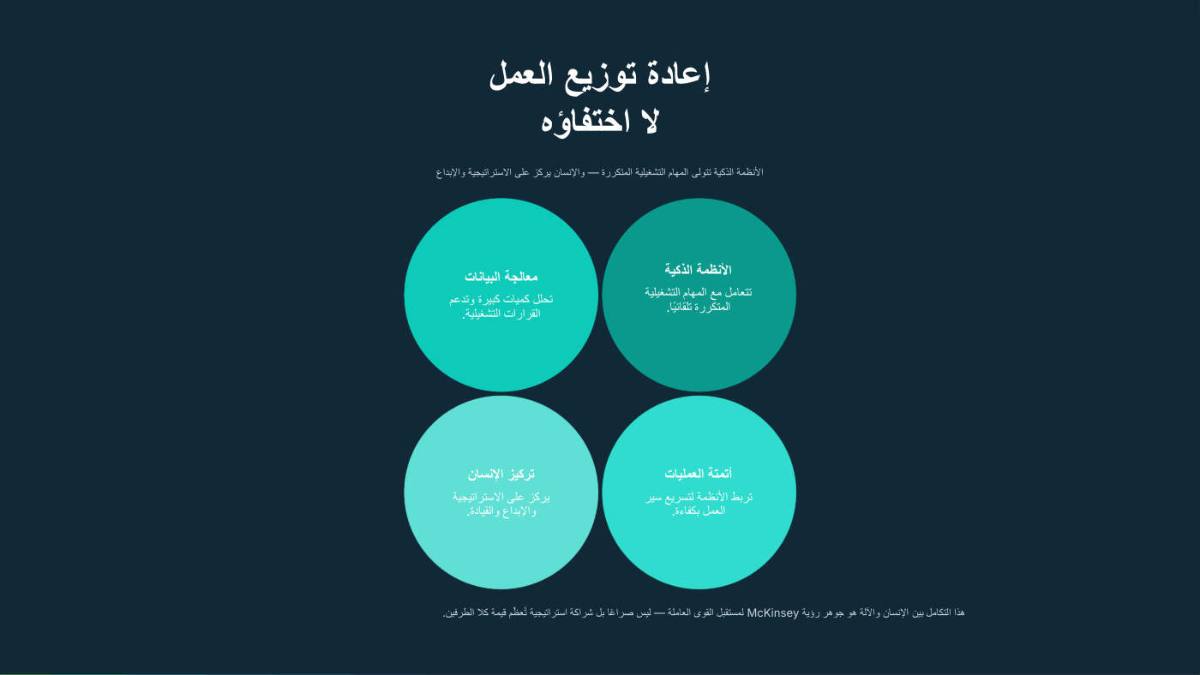 إعادة توزيع العمل
لا اختفاؤه
الأنظمة الذكية تتولى المهام التشغيلية المتكررة — والإنسان يركز على الاستراتيجية والإبداع
الأنظمة الذكية
تتعامل مع المهام التشغيلية
المتكررة تلقائيًا.
معالجة البيانات
تحلل كميات كبيرة وتدعم
القرارات التشغيلية.
أتمتة العمليات
تربط الأنظمة لتسريع سير
العمل بكفاءة.
تركيز الإنسان
يركز على الاستراتيجية
والإبداع والقيادة.
هذا التكامل بين الإنسان والآلة هو جوهر رؤية McKinsey لمستقبل القوى العاملة — ليس صراعًا بل شراكة استراتيجية تُعظّم قيمة كلا الطرفين.